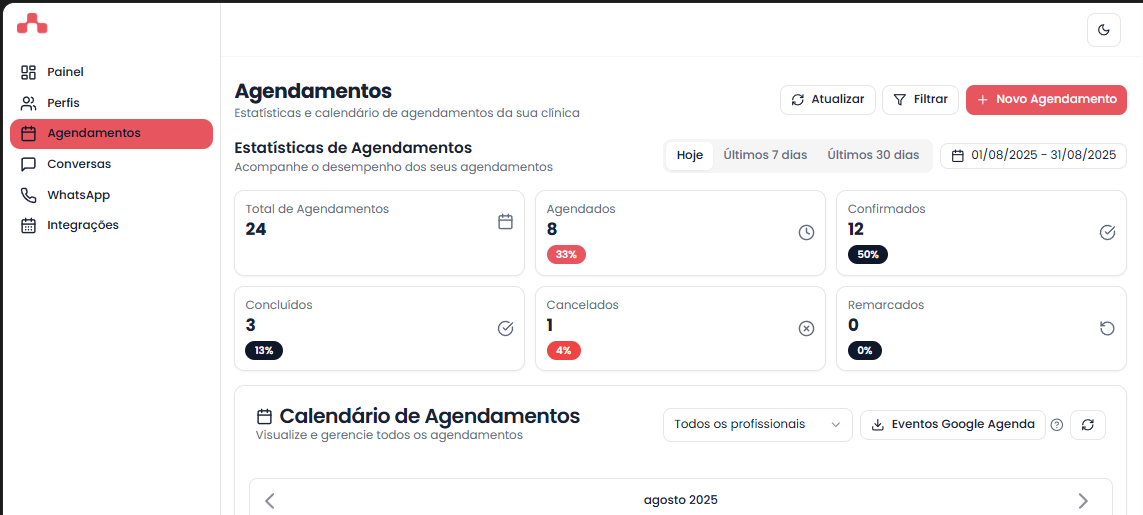 Painel
Perfis
Agendamentos
Conversas
WhatsApp
Integrações
Agendamentos
Estatísticas e calendário de agendamentos da sua clínica
Atualizar
Filtrar
Novo Agendamento
Estatísticas de Agendamentos
Acompanhe o desempenho dos seus agendamentos
Hoje
Últimos 7 dias
Últimos 30 dias
01/08/2025 - 31/08/2025
Total de Agendamentos
24
Agendados
8
33%
Confirmados
12
50%
Concluídos
3
13%
Cancelados
1
4%
Remarcados
0
0%
Calendário de Agendamentos
Visualize e gerencie todos os agendamentos
Todos os profissionais
Eventos Google Agenda
agosto 2025